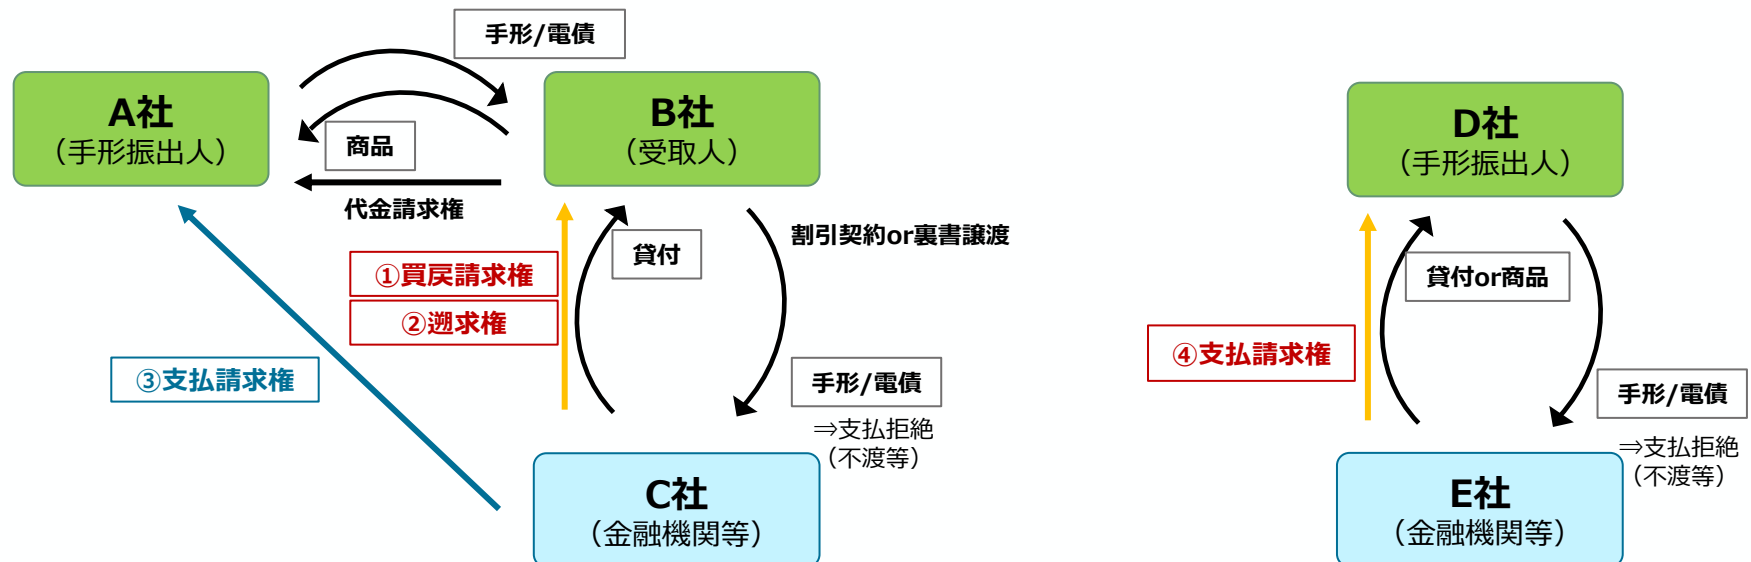 手形/電債
A社
（手形振出人）
B社
（受取人）
商品
代金請求権
①買戻請求権
②遡求権
貸付
割引契約or裏書譲渡
③支払請求権
手形/電債
⇒支払拒絶
（不渡等）
C社
（金融機関等）
D社
（手形振出人）
貸付or商品
④支払請求権
手形/電債
⇒支払拒絶
（不渡等）
E社
（金融機関等）